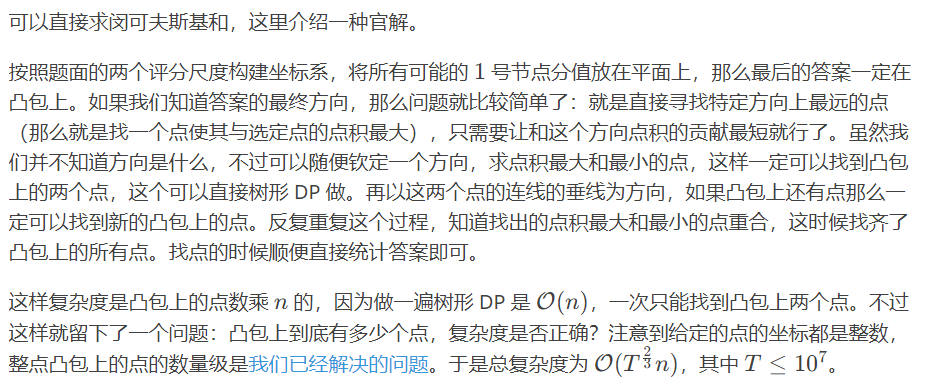 可以直接求闵可夫斯基和，这里介绍一种官解。
按照题面的两个评分尺度构建坐标系，将所有可能的 1 号节点分值放在平面上，那么最后的答案一定在
凸包上。如果我们知道答案的最终方向，那么问题就比较简单了：就是直接寻找特定方向上最远的点
（那么就是找一个点使其与选定点的点积最大），只需要让和这个方向点积的贡献最短就行了。虽然我
们并不知道方向是什么，不过可以随便钦定一个方向，求点积最大和最小的点，这样一定可以找到凸包
上的两个点，这个可以直接树形 DP 做。再以这两个点的连线的垂线为方向，如果凸包上还有点那么一
定可以找到新的凸包上的点。反复重复这个过程，知道找出的点积最大和最小的点重合，这时候找齐了
凸包上的所有点。找点的时候顺便直接统计答案即可。
这样复杂度是凸包上的点数乘 n 的，因为做一遍树形 DP 是 𝒪(n)，一次只能找到凸包上两个点。不过
这样就留下了一个问题：凸包上到底有多少个点，复杂度是否正确？注意到给定的点的坐标都是整数，
整点凸包上的点的数量级是我们已经解决的问题。于是总复杂度为 𝒪(T^{2/3}n)，其中 T ≤ 10^7。